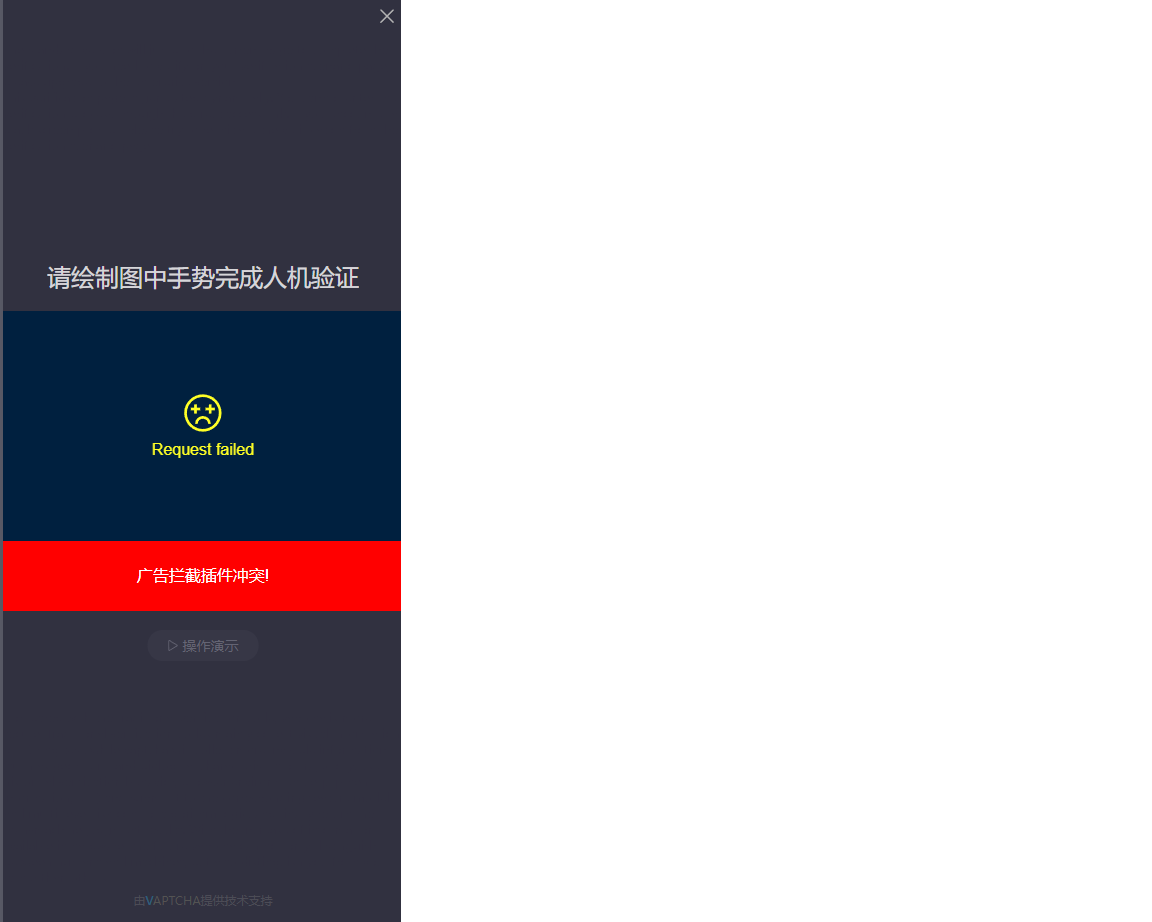 请绘制图中手势完成人机验证
Request failed
广告拦截插件冲突!
操作演示
由VAPTCHA提供技术支持